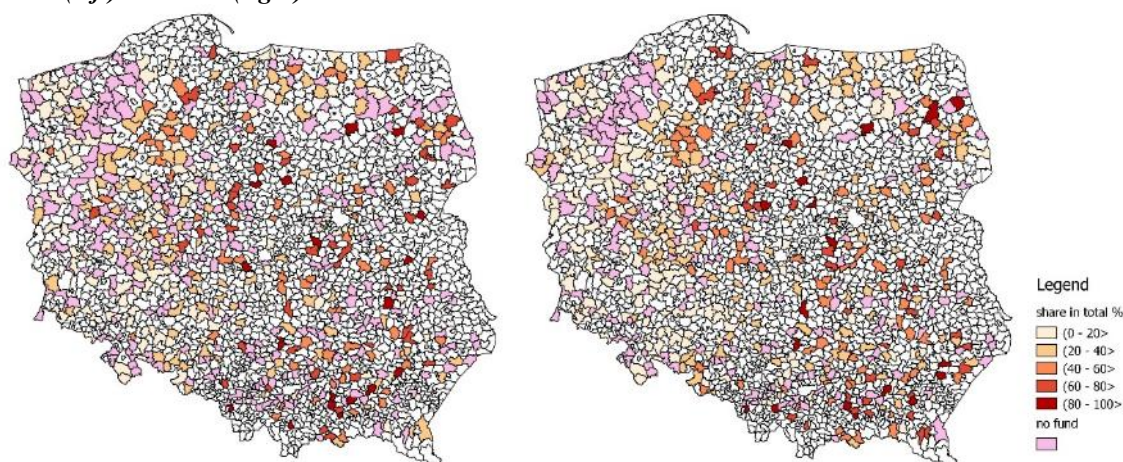 Legend
share in total %
(0 - 20>
(20 - 40>
(40 - 60>
(60 - 80>
(80 - 100>
no fund